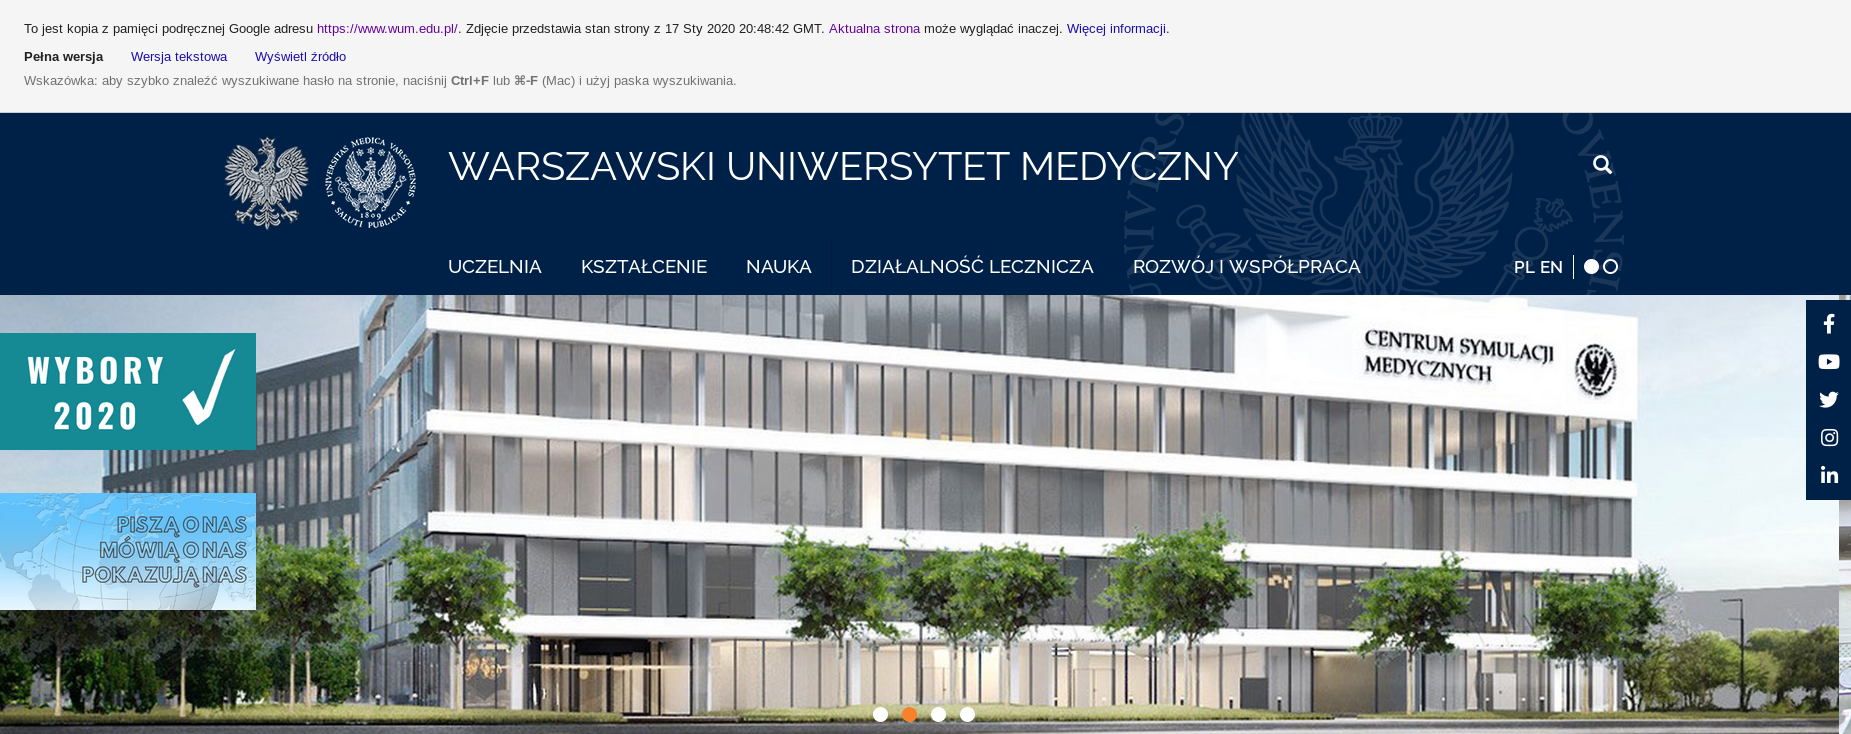 To jest kopia z pamięci podręcznej Google adresu https://www.wum.edu.pl/. Zdjęcie przedstawia stan strony z 17 Sty 2020 20:48:42 GMT. Aktualna strona może wyglądać inaczej. Więcej informacji.
Pełna wersja Wersja tekstowa Wyświetl źródło
Wskazówka: aby szybko znaleźć wyszukiwane hasło na stronie, naciśnij Ctrl+F lub ⌘-F (Mac) i użyj paska wyszukiwania.
UNIVERSITAS MEDICA VARSOVIENSIS
SALUTI PUBLICAE
1809
WARSZAWSKI UNIWERSYTET MEDYCZNY
UCZELNIA KSZTAŁCENIE NAUKA DZIAŁALNOŚĆ LECZNICZA ROZWÓJ I WSPÓŁPRACA PL EN
WYBORY
2020
CENTRUM SYMULACJI
MEDYCZNYCH
PISZĄ O NAS
MÓWIĄ O NAS
POKAZUJĄ NAS